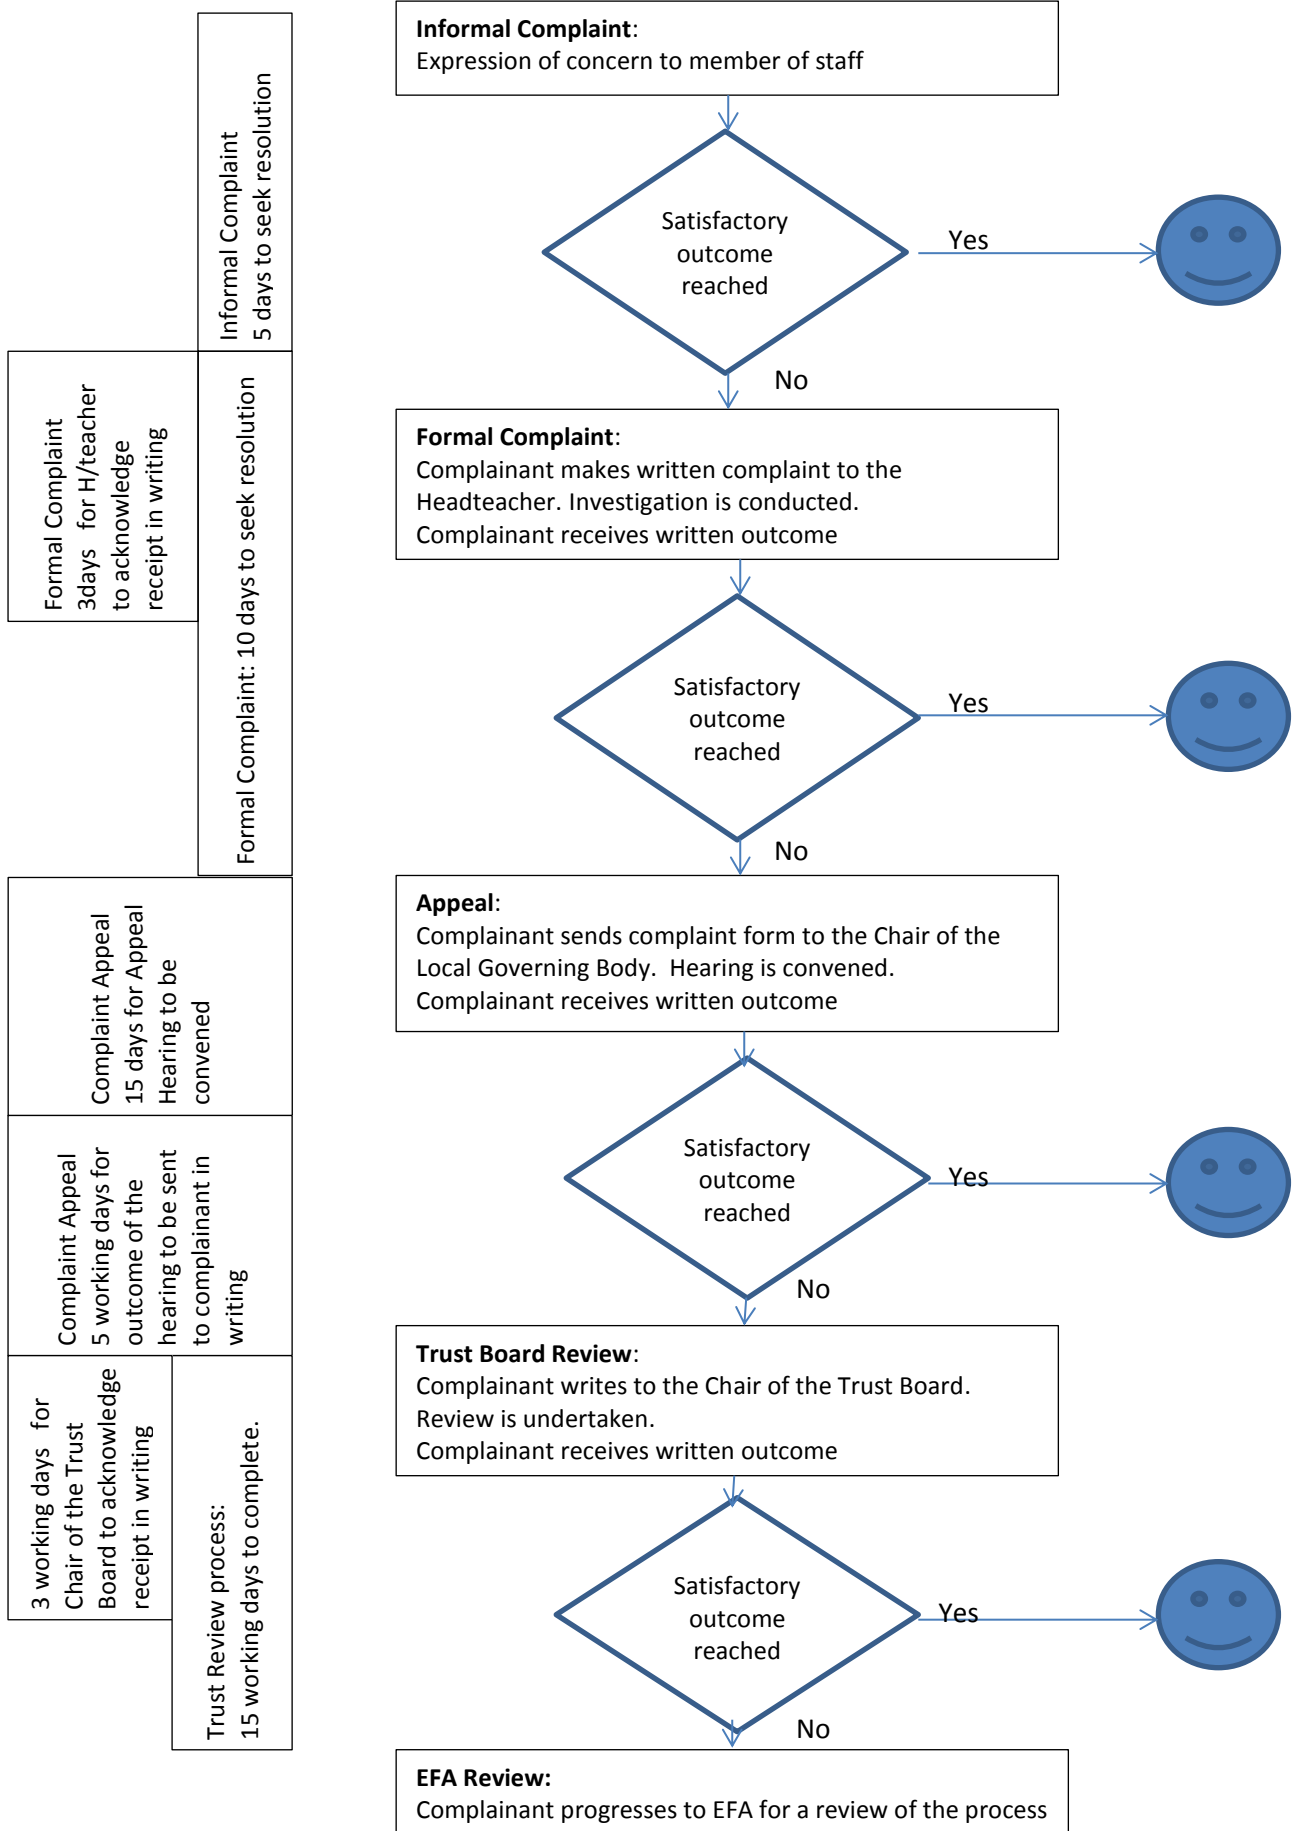 Informal Complaint:
Expression of concern to member of staff
Informal Complaint
5 days to seek resolution
Satisfactory
outcome
reached
Yes
No
Formal Complaint
3days for H/teacher
to acknowledge
receipt in writing
Formal Complaint: 10 days to seek resolution
Formal Complaint:
Complainant makes written complaint to the
Headteacher. Investigation is conducted.
Complainant receives written outcome
Satisfactory
outcome
reached
Yes
No
Complaint Appeal
15 days for Appeal
Hearing to be
convened
Appeal:
Complainant sends complaint form to the Chair of the
Local Governing Body. Hearing is convened.
Complainant receives written outcome
Complaint Appeal
5 working days for
outcome of the
hearing to be sent
to complainant in
writing
Satisfactory
outcome
reached
Yes
No
3 working days for
Chair of the Trust
Board to acknowledge
receipt in writing
Trust Review process:
15 working days to complete.
Trust Board Review:
Complainant writes to the Chair of the Trust Board.
Review is undertaken.
Complainant receives written outcome
Satisfactory
outcome
reached
Yes
No
EFA Review:
Complainant progresses to EFA for a review of the process